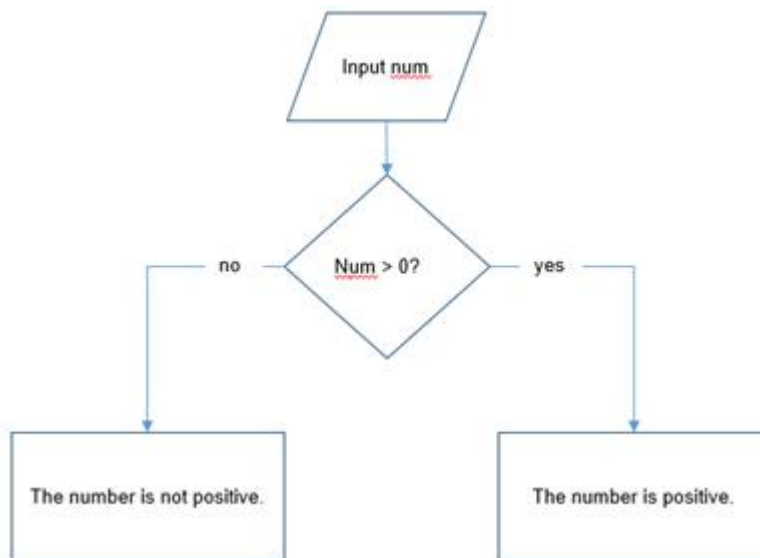 Input num
Num > 0?
no
yes
The number is not positive.
The number is positive.